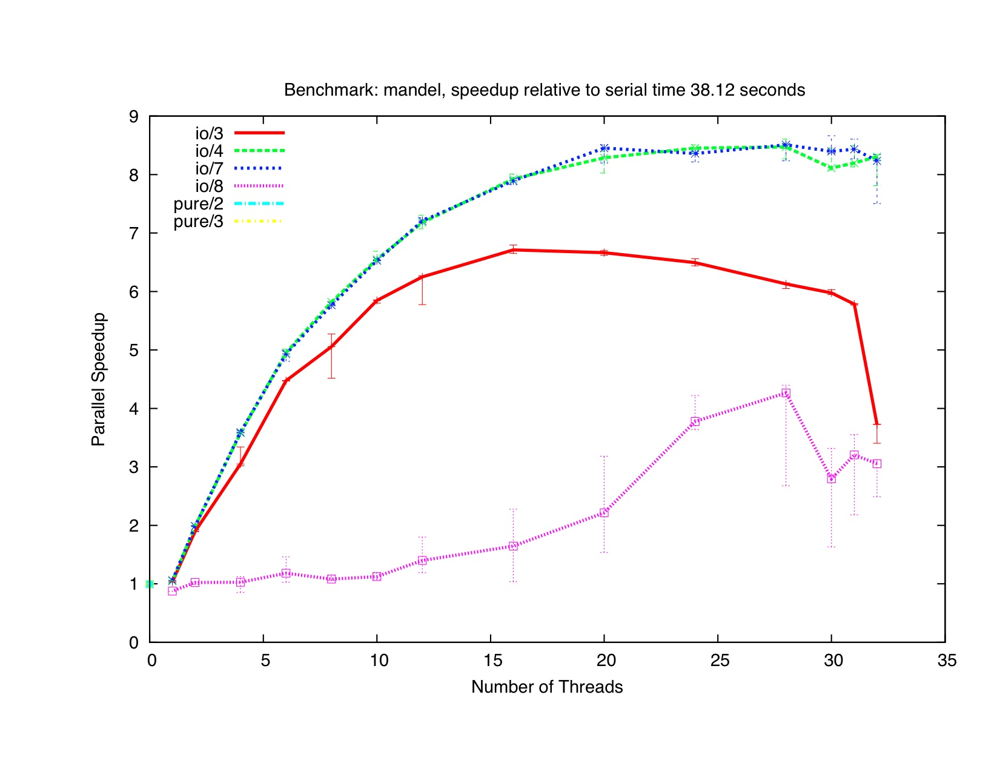 Benchmark: mandel, speedup relative to serial time 38.12 seconds
io/3
io/4
io/7
io/8
pure/2
pure/3
9
8
7
6
5
4
3
2
1
0
Parallel Speedup
0 5 10 15 20 25 30 35
Number of Threads